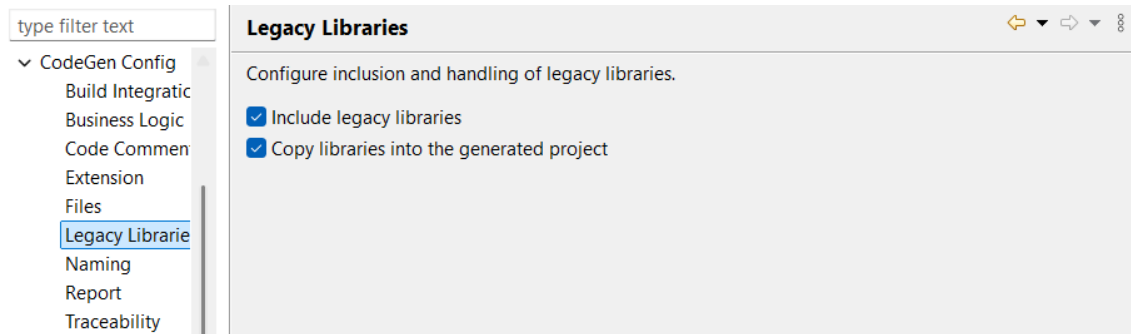 type filter text
CodeGen Config
Build Integratic
Business Logic
Code Commen
Extension
Files
Legacy Librarie
Naming
Report
Traceability
Legacy Libraries
Configure inclusion and handling of legacy libraries.
Include legacy libraries
Copy libraries into the generated project